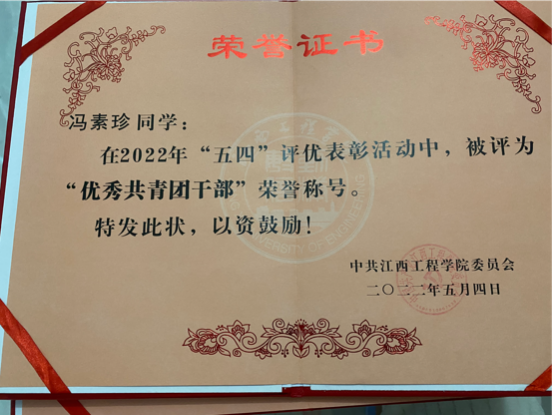 荣誉证书
冯素珍 同学：
在2022年“五四”评优表彰活动中，被评为
“优秀共青团干部”荣誉称号。
特发此状，以资鼓励！
中共江西工程学院委员会
二〇二二年五月四日